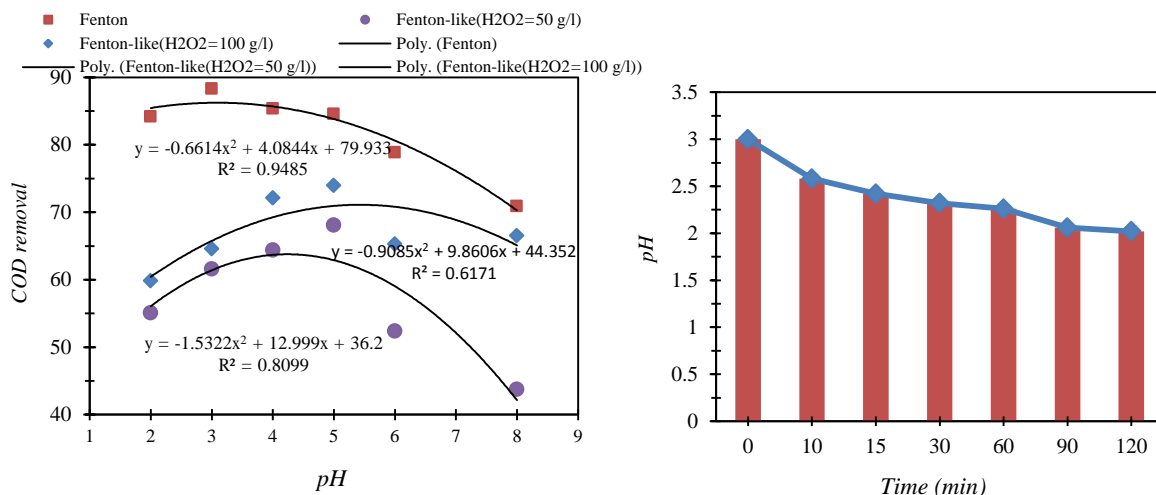 Fenton
Fenton-like(H2O2=50 g/l)
Fenton-like(H2O2=100 g/l)
Poly. (Fenton)
Poly. (Fenton-like(H2O2=50 g/l))
Poly. (Fenton-like(H2O2=100 g/l))
90
80
70
60
50
40
COD removal
y = -0.6614x² + 4.0844x + 79.933
R² = 0.9485
y = -0.9085x² + 9.8606x + 44.352
R² = 0.6171
y = -1.5322x² + 12.999x + 36.2
R² = 0.8099
1 2 3 4 5 6 7 8 9
pH
3.5
3
2.5
2
1.5
1
0.5
0
pH
0 10 15 30 60 90 120
Time (min)